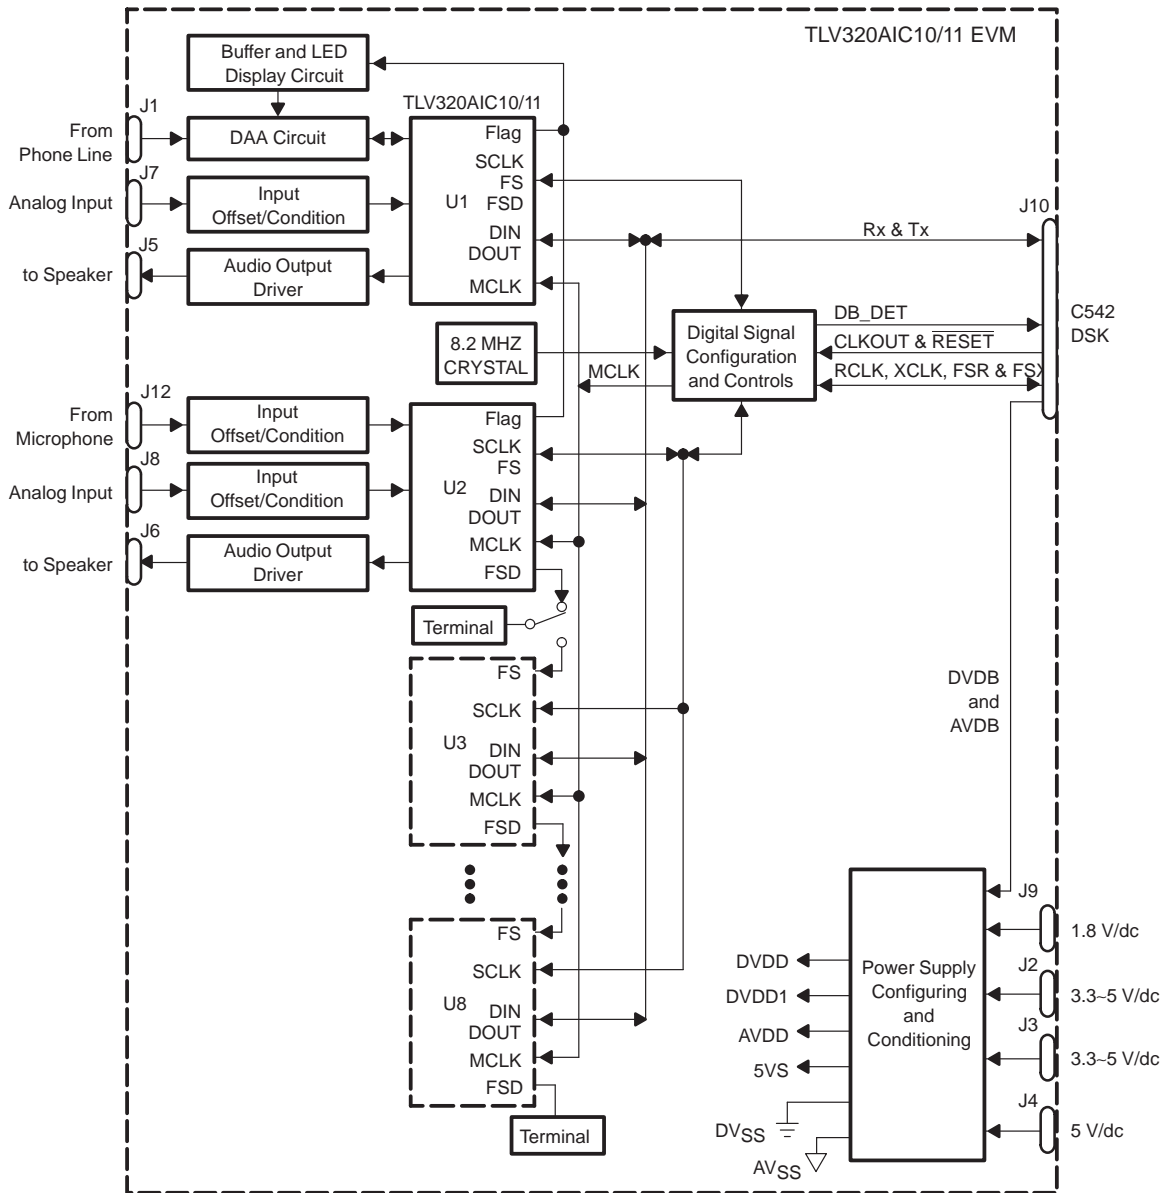 TLV320AIC10/11 EVM
Buffer and LED
Display Circuit
TLV320AIC10/11
J1
From
Phone Line
DAA Circuit
Flag
SCLK
FS
FSD
U1
DIN
DOUT
MCLK
J7
Analog Input
Input
Offset/Condition
J5
to Speaker
Audio Output
Driver
Rx & Tx
J10
C542
DSK
8.2 MHZ
CRYSTAL
MCLK
Digital Signal
Configuration
and Controls
DB_DET
CLKOUT & RESET
RCLK, XCLK, FSR & FSX
J12
From
Microphone
Input
Offset/Condition
J8
Analog Input
Input
Offset/Condition
J6
to Speaker
Audio Output
Driver
Flag
SCLK
FS
U2
DIN
DOUT
MCLK
FSD
Terminal
FS
SCLK
U3
DIN
DOUT
MCLK
FSD
FS
SCLK
U8
DIN
DOUT
MCLK
FSD
Terminal
DVDB
and
AVDB
DVDD
DVDD1
AVDD
5VS
DVSS
AVSS
Power Supply
Configuring
and
Conditioning
J9
1.8 V/dc
J2
3.3~5 V/dc
J3
3.3~5 V/dc
J4
5 V/dc